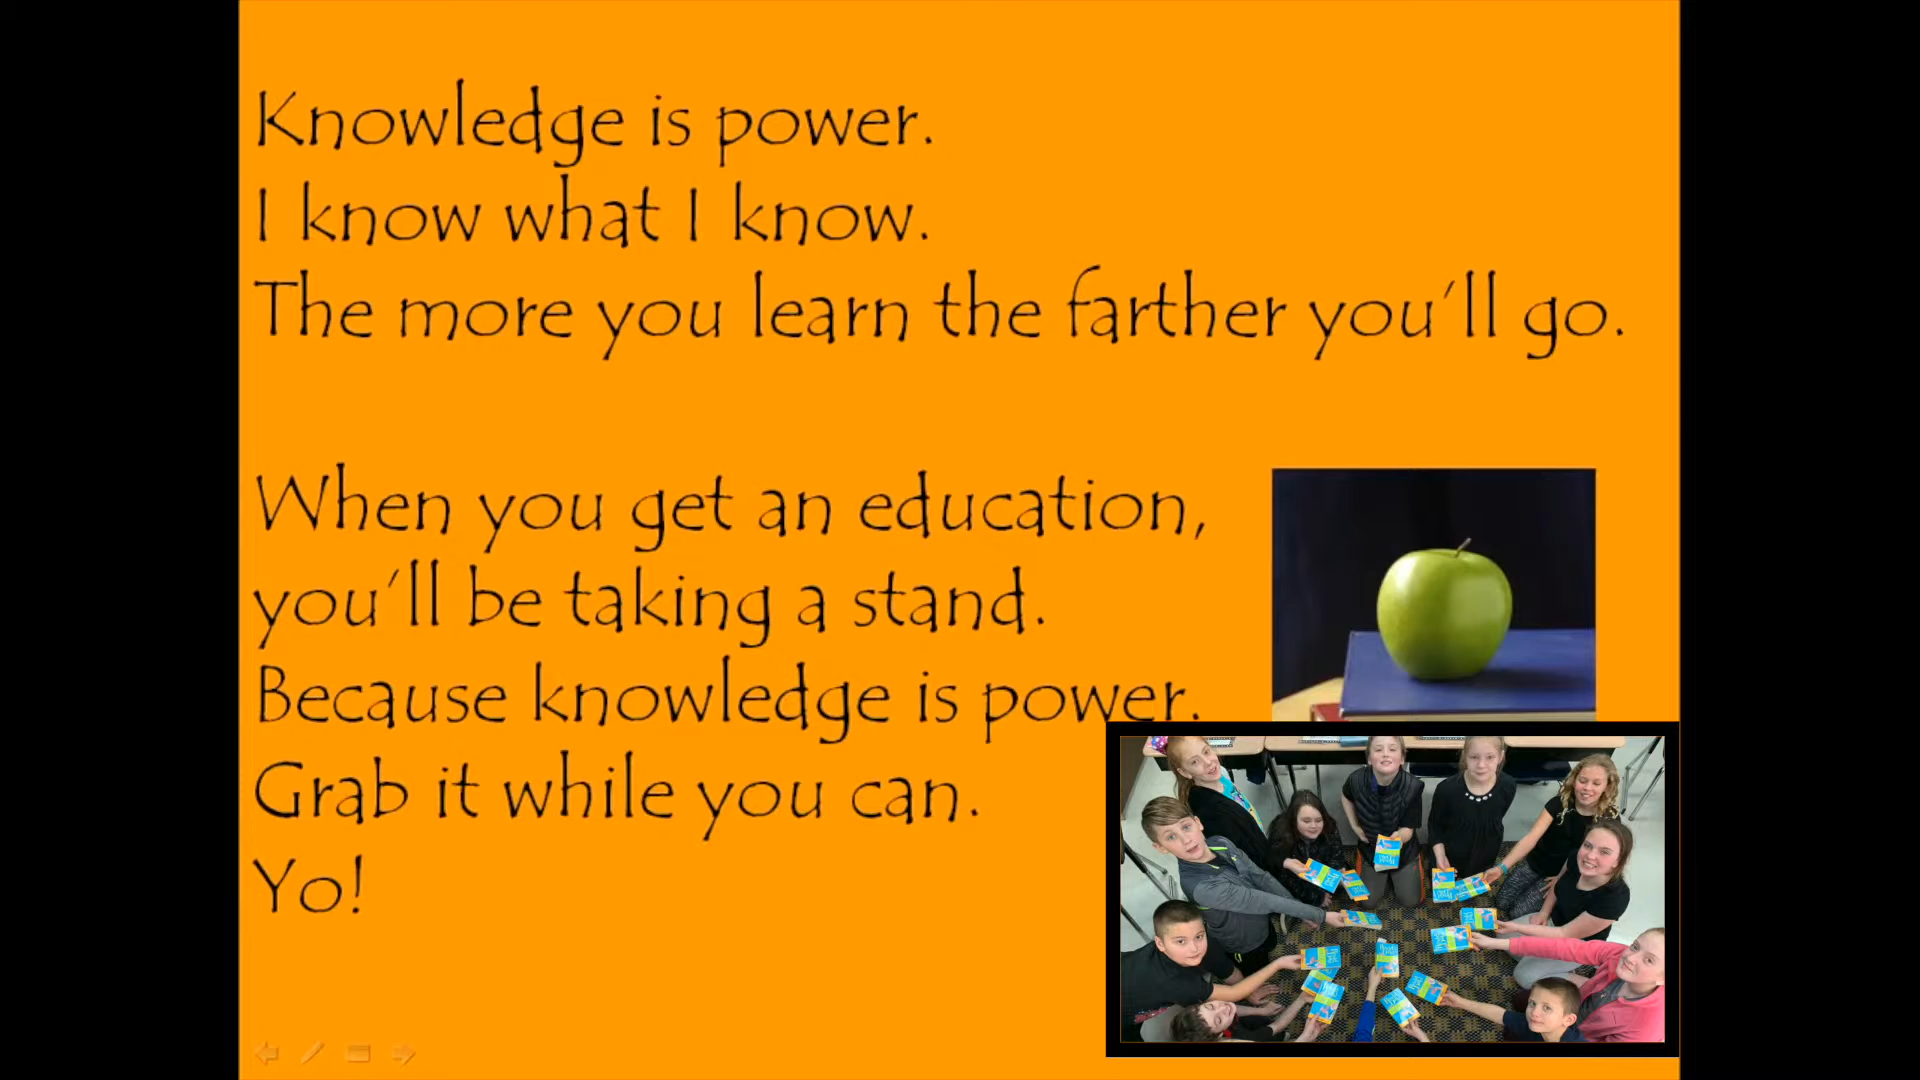 Knowledge is power.
I know what I know.
The more you learn the farther you'll go.
When you get an education,
you'll be taking a stand.
Because knowledge is power.
Grab it while you can.
Yo!